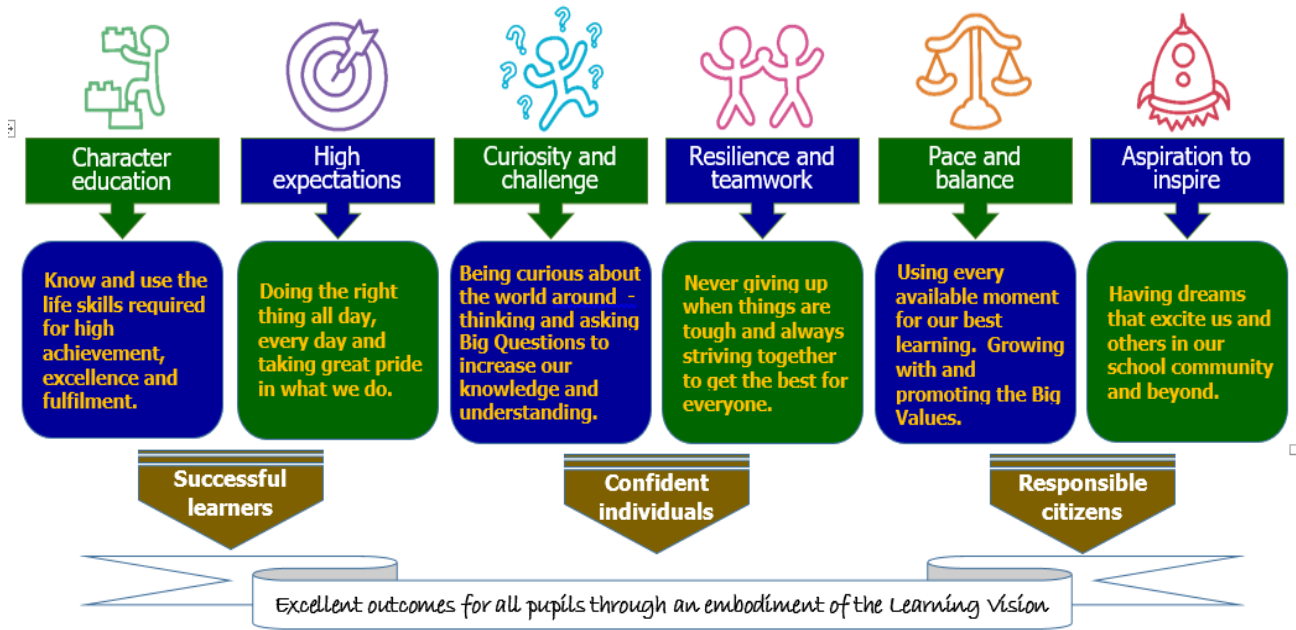 Character
education
High
expectations
Curiosity and
challenge
Resilience and
teamwork
Pace and
balance
Aspiration to
inspire
Know and use the
life skills required
for high
achievement,
excellence and
fulfilment.
Doing the right
thing all day,
every day and
taking great pride
in what we do.
Being curious about
the world around -
thinking and asking
Big Questions to
increase our
knowledge and
understanding.
Never giving up
when things are
tough and always
striving together
to get the best for
everyone.
Using every
available moment
for our best
learning. Growing
with and
promoting the Big
Values.
Having dreams
that excite us and
others in our
school community
and beyond.
Successful
learners
Confident
individuals
Responsible
citizens
Excellent outcomes for all pupils through an embodiment of the Learning Vision